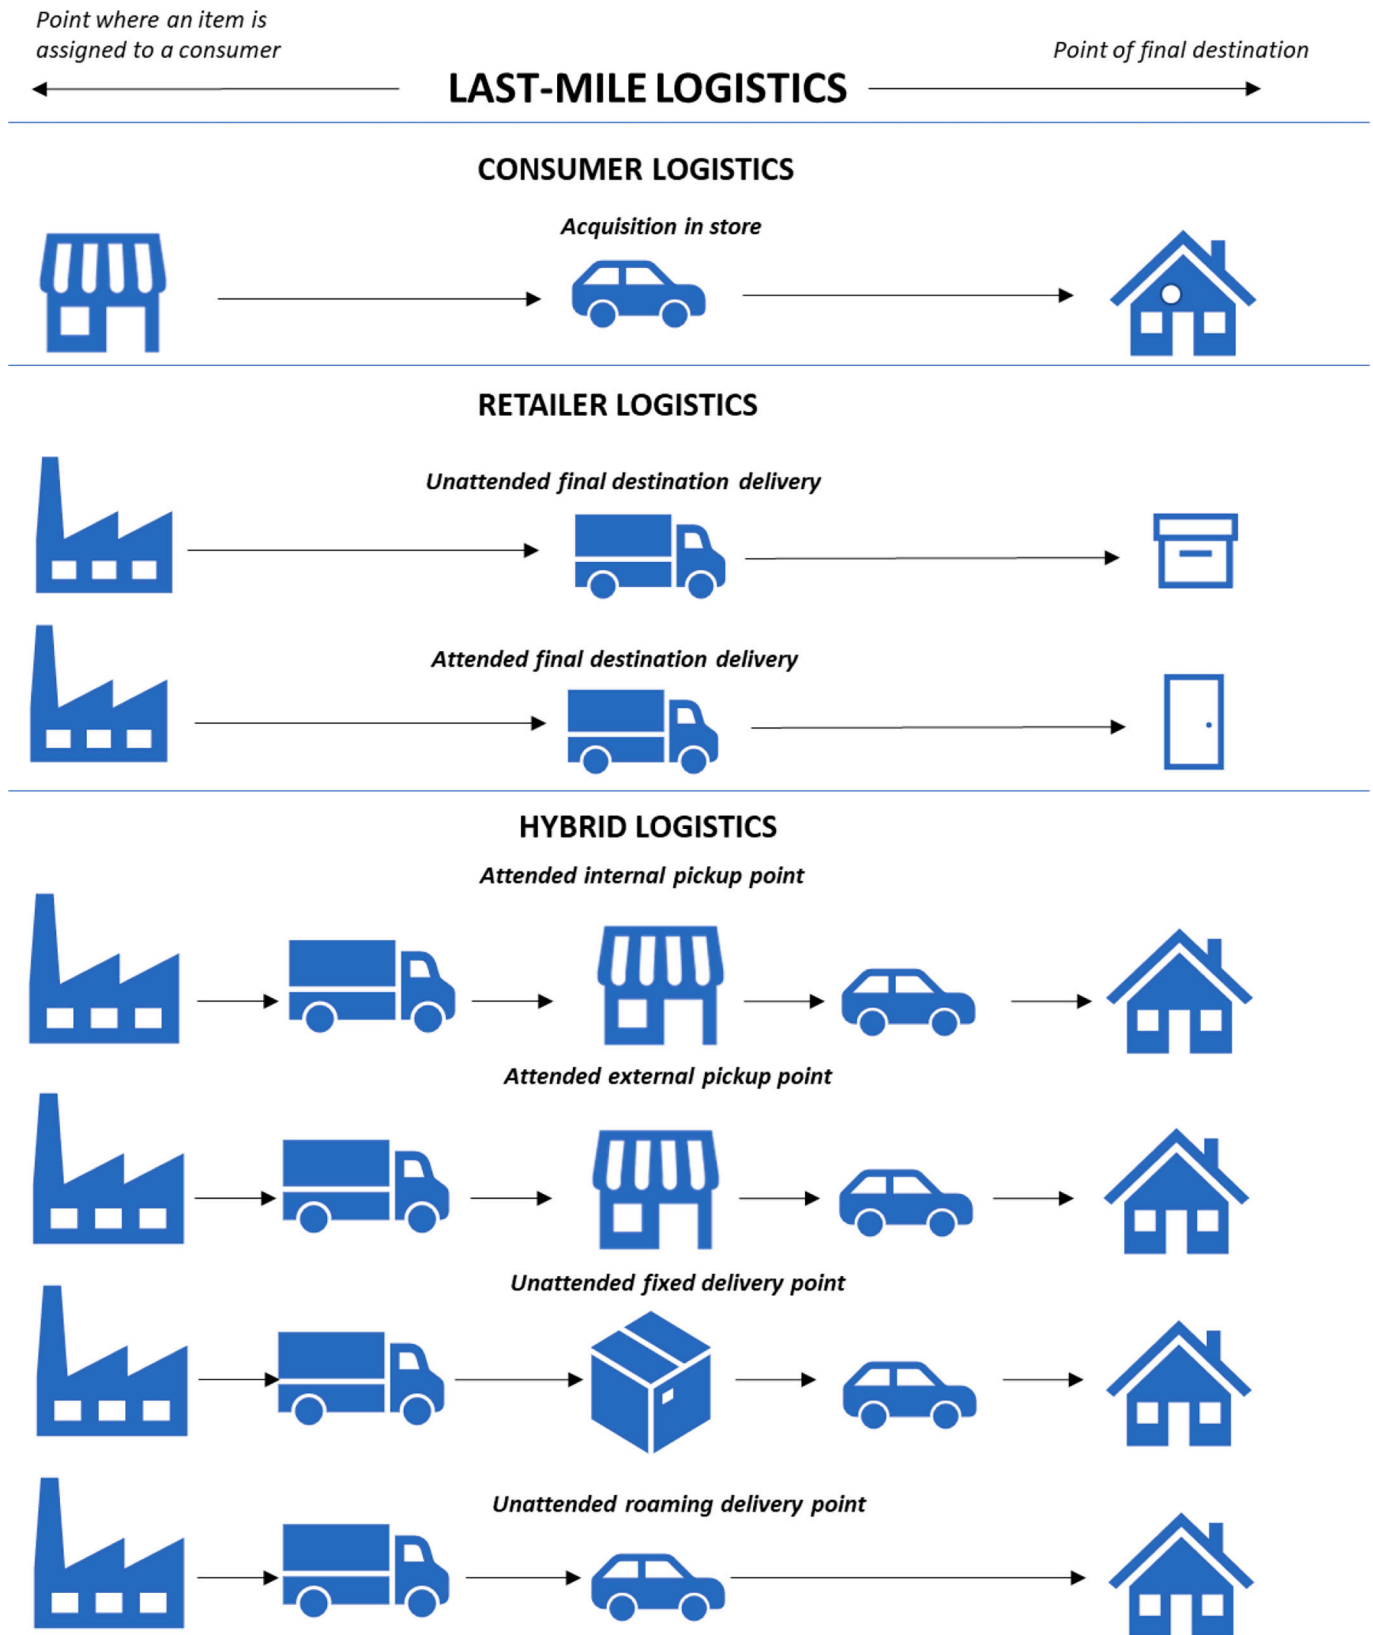 Point where an item is
assigned to a consumer
Point of final destination
LAST-MILE LOGISTICS
CONSUMER LOGISTICS
Acquisition in store
RETAILER LOGISTICS
Unattended final destination delivery
Attended final destination delivery
HYBRID LOGISTICS
Attended internal pickup point
Attended external pickup point
Unattended fixed delivery point
Unattended roaming delivery point